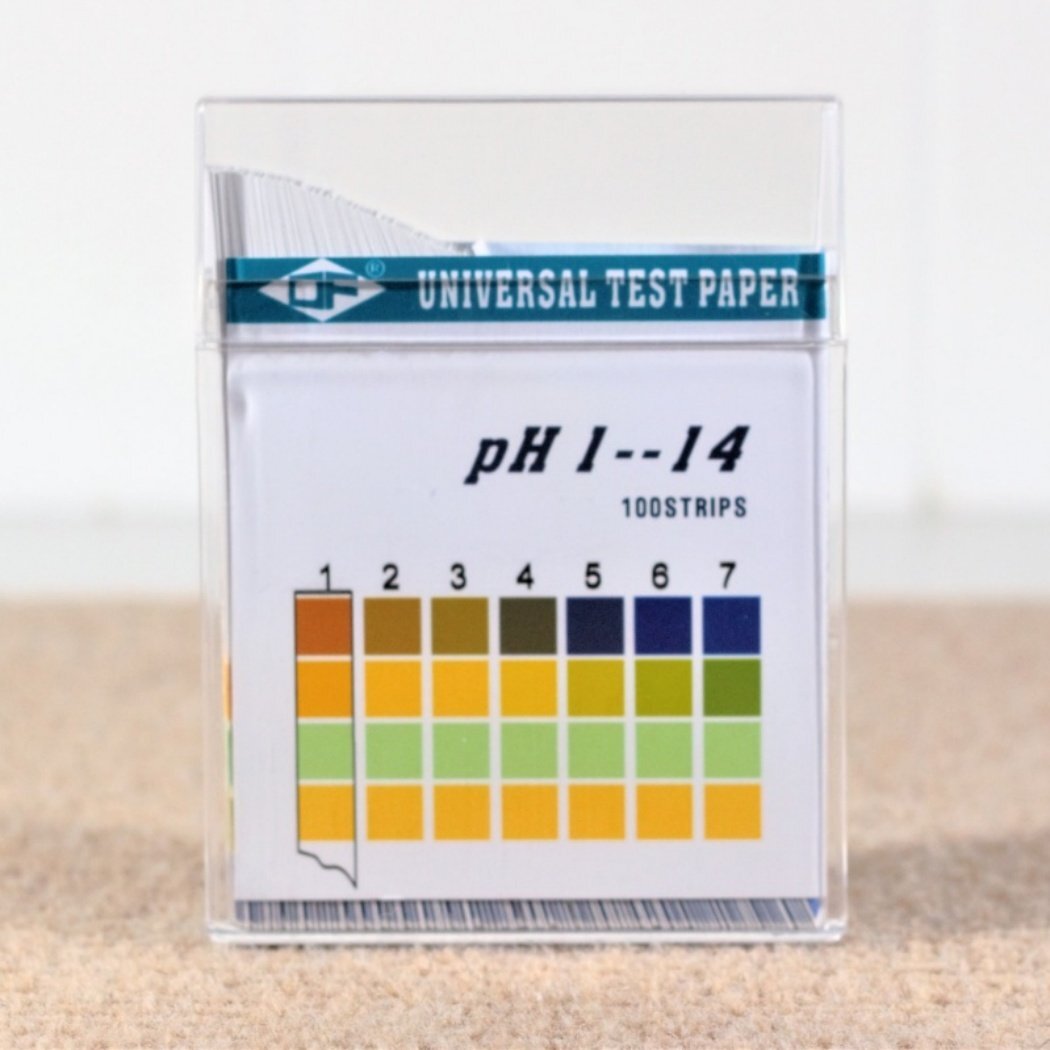 ® UNIVERSAL TEST PAPER
pH 1--14
100STRIPS
1 2 3 4 5 6 7